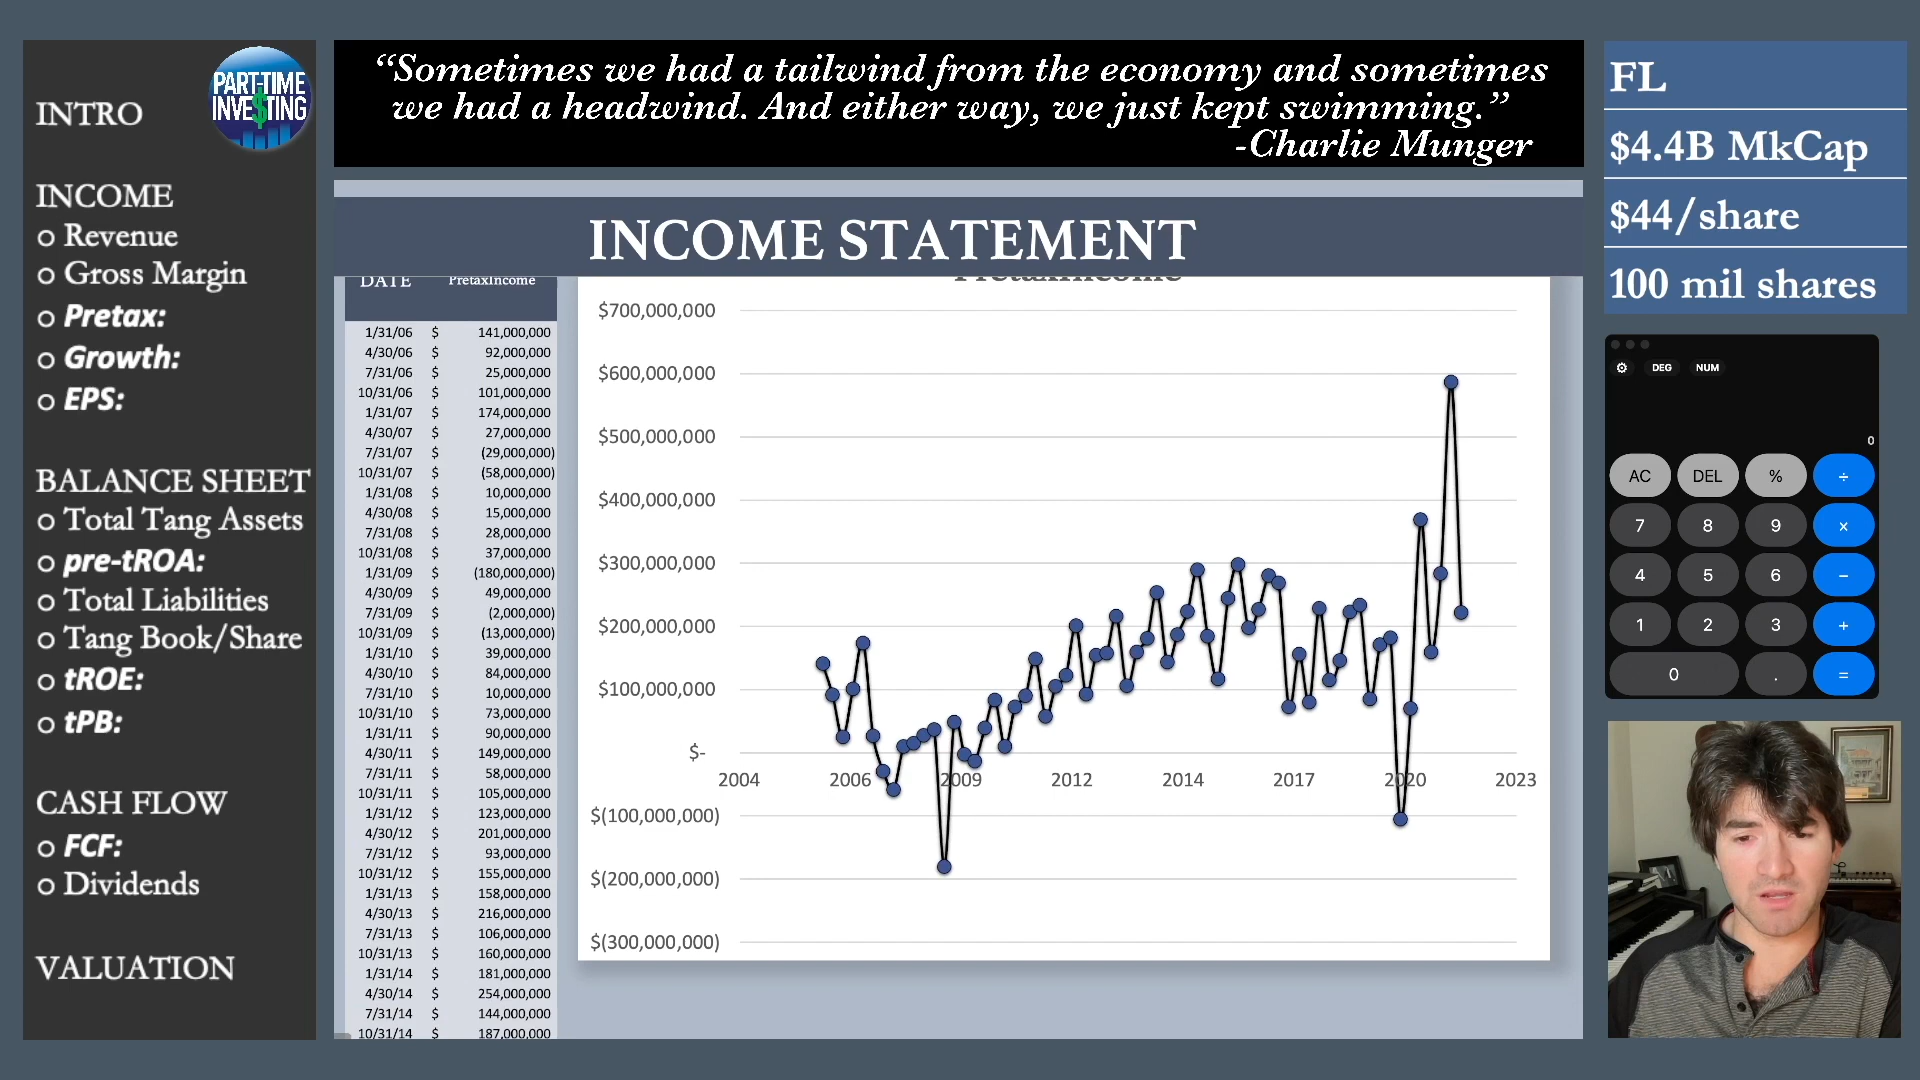 INTRO
PART-TIME
INVE$TING
INCOME
o Revenue
o Gross Margin
o Pretax:
o Growth:
o EPS:
BALANCE SHEET
o Total Tang Assets
o pre-tROA:
o Total Liabilities
o Tang Book/Share
o tROE:
o tPB:
CASH FLOW
o FCF:
o Dividends
VALUATION
“Sometimes we had a tailwind from the economy and sometimes
we had a headwind. And either way, we just kept swimming.”
-Charlie Munger
INCOME STATEMENT
DATE PretaxIncome
1/31/06 $ 141,000,000
4/30/06 $ 92,000,000
7/31/06 $ 25,000,000
10/31/06 $ 101,000,000
1/31/07 $ 174,000,000
4/30/07 $ 27,000,000
7/31/07 $ (29,000,000)
10/31/07 $ (58,000,000)
1/31/08 $ 10,000,000
4/30/08 $ 15,000,000
7/31/08 $ 28,000,000
10/31/08 $ 37,000,000
1/31/09 $ (180,000,000)
4/30/09 $ 49,000,000
7/31/09 $ (2,000,000)
10/31/09 $ (13,000,000)
1/31/10 $ 39,000,000
4/30/10 $ 84,000,000
7/31/10 $ 10,000,000
10/31/10 $ 73,000,000
1/31/11 $ 90,000,000
4/30/11 $ 149,000,000
7/31/11 $ 58,000,000
10/31/11 $ 105,000,000
1/31/12 $ 123,000,000
4/30/12 $ 201,000,000
7/31/12 $ 93,000,000
10/31/12 $ 155,000,000
1/31/13 $ 158,000,000
4/30/13 $ 216,000,000
7/31/13 $ 106,000,000
10/31/13 $ 160,000,000
1/31/14 $ 181,000,000
4/30/14 $ 254,000,000
7/31/14 $ 144,000,000
10/31/14 $ 187,000,000
PretaxIncome
$700,000,000
$600,000,000
$500,000,000
$400,000,000
$300,000,000
$200,000,000
$100,000,000
$-
2004 2006 2009 2012 2014 2017 2020 2023
$(100,000,000)
$(200,000,000)
$(300,000,000)
FL
$4.4B MkCap
$44/share
100 mil shares
DEG NUM
0
AC DEL % ÷
7 8 9 ×
4 5 6 −
1 2 3 +
0 . =